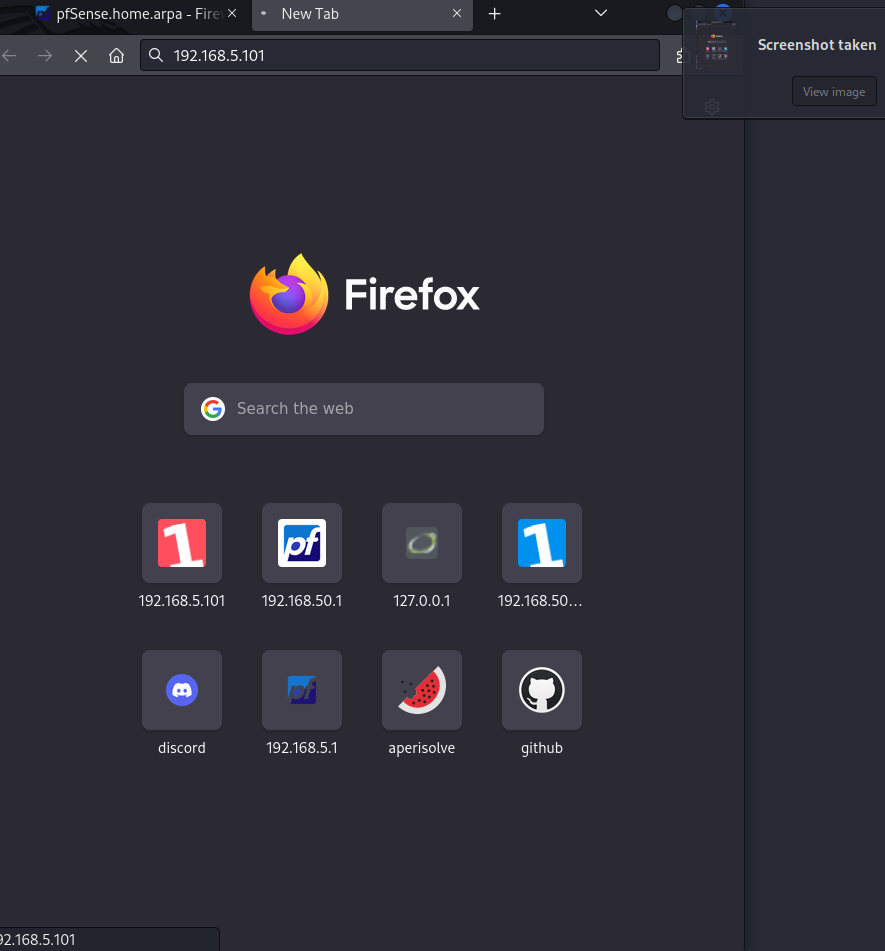 pfSense.home.arpa - Fire
New Tab
192.168.5.101
Screenshot taken
View image
Firefox
Search the web
192.168.5.101
192.168.50.1
127.0.0.1
192.168.50…
discord
192.168.5.1
aperisolve
github
92.168.5.101